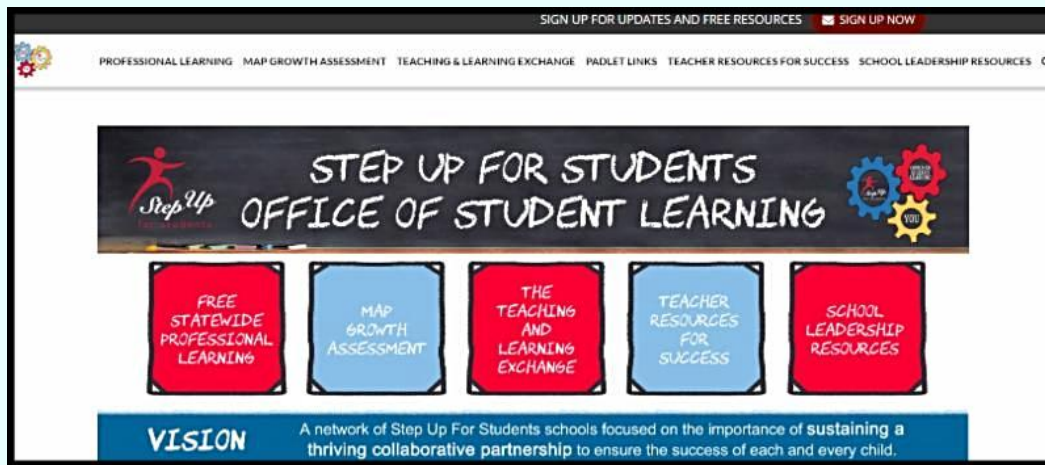 SIGN UP FOR UPDATES AND FREE RESOURCES SIGN UP NOW
PROFESSIONAL LEARNING MAP GROWTH ASSESSMENT TEACHING & LEARNING EXCHANGE PADLET LINKS TEACHER RESOURCES FOR SUCCESS SCHOOL LEADERSHIP RESOURCES
STEP UP FOR STUDENTS
OFFICE OF STUDENT LEARNING
Step Up
for students
YOU
FREE
STATEWIDE
PROFESSIONAL
LEARNING
MAP
GROWTH
ASSESSMENT
THE
TEACHING
AND
LEARNING
EXCHANGE
TEACHER
RESOURCES
FOR
SUCCESS
SCHOOL
LEADERSHIP
RESOURCES
VISION
A network of Step Up For Students schools focused on the importance of sustaining a
thriving collaborative partnership to ensure the success of each and every child.